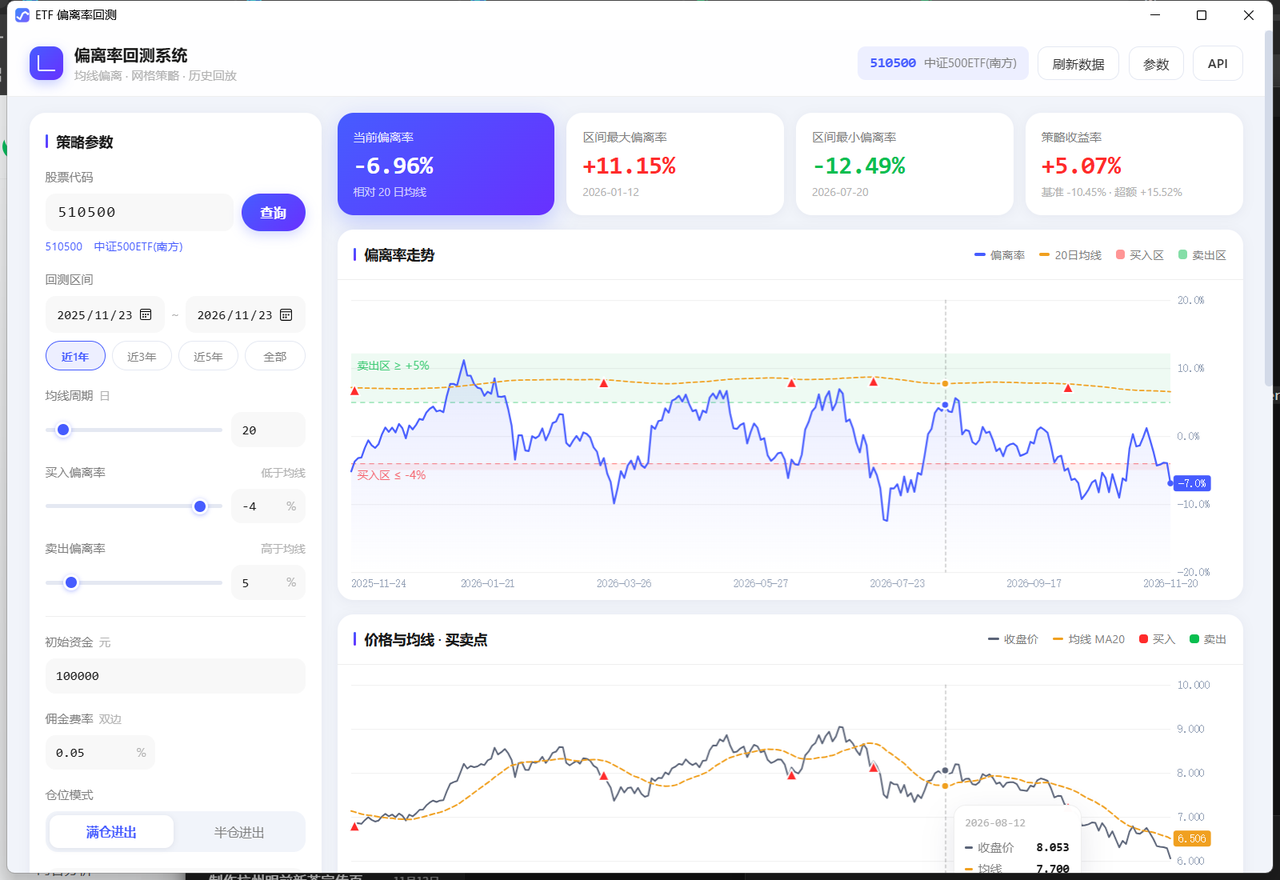 ETF 偏离率回测
偏离率回测系统
均线偏离 · 网格策略 · 历史回放
510500 中证500ETF(南方)
刷新数据
参数
API
策略参数
股票代码
510500
查询
510500 中证500ETF(南方)
回测区间
2025/11/23 – 2026/11/23
近1年 近3年 近5年 全部
均线周期 日
20
买入偏离率 低于均线
-4 %
卖出偏离率 高于均线
5 %
初始资金 元
100000
佣金费率 双边
0.05 %
仓位模式
满仓进出 半仓进出
当前偏离率
-6.96%
相对 20 日均线
区间最大偏离率
+11.15%
2026-01-12
区间最小偏离率
-12.49%
2026-07-20
策略收益率
+5.07%
基准 -10.45% · 超额 +15.52%
偏离率走势
偏离率 20日均线 买入区 卖出区
20.0%
卖出区 ≥ +5%
10.0%
0.0%
买入区 ≤ -4%
-7.0%
-10.0%
-20.0%
2025-11-24 2026-01-21 2026-03-26 2026-05-27 2026-07-23 2026-09-17 2026-11-20
价格与均线 · 买卖点
收盘价 均线 MA20 买入 卖出
10.000
9.000
8.000
7.000
6.506
6.000
2026-08-12
收盘价 8.053
均线 7.700